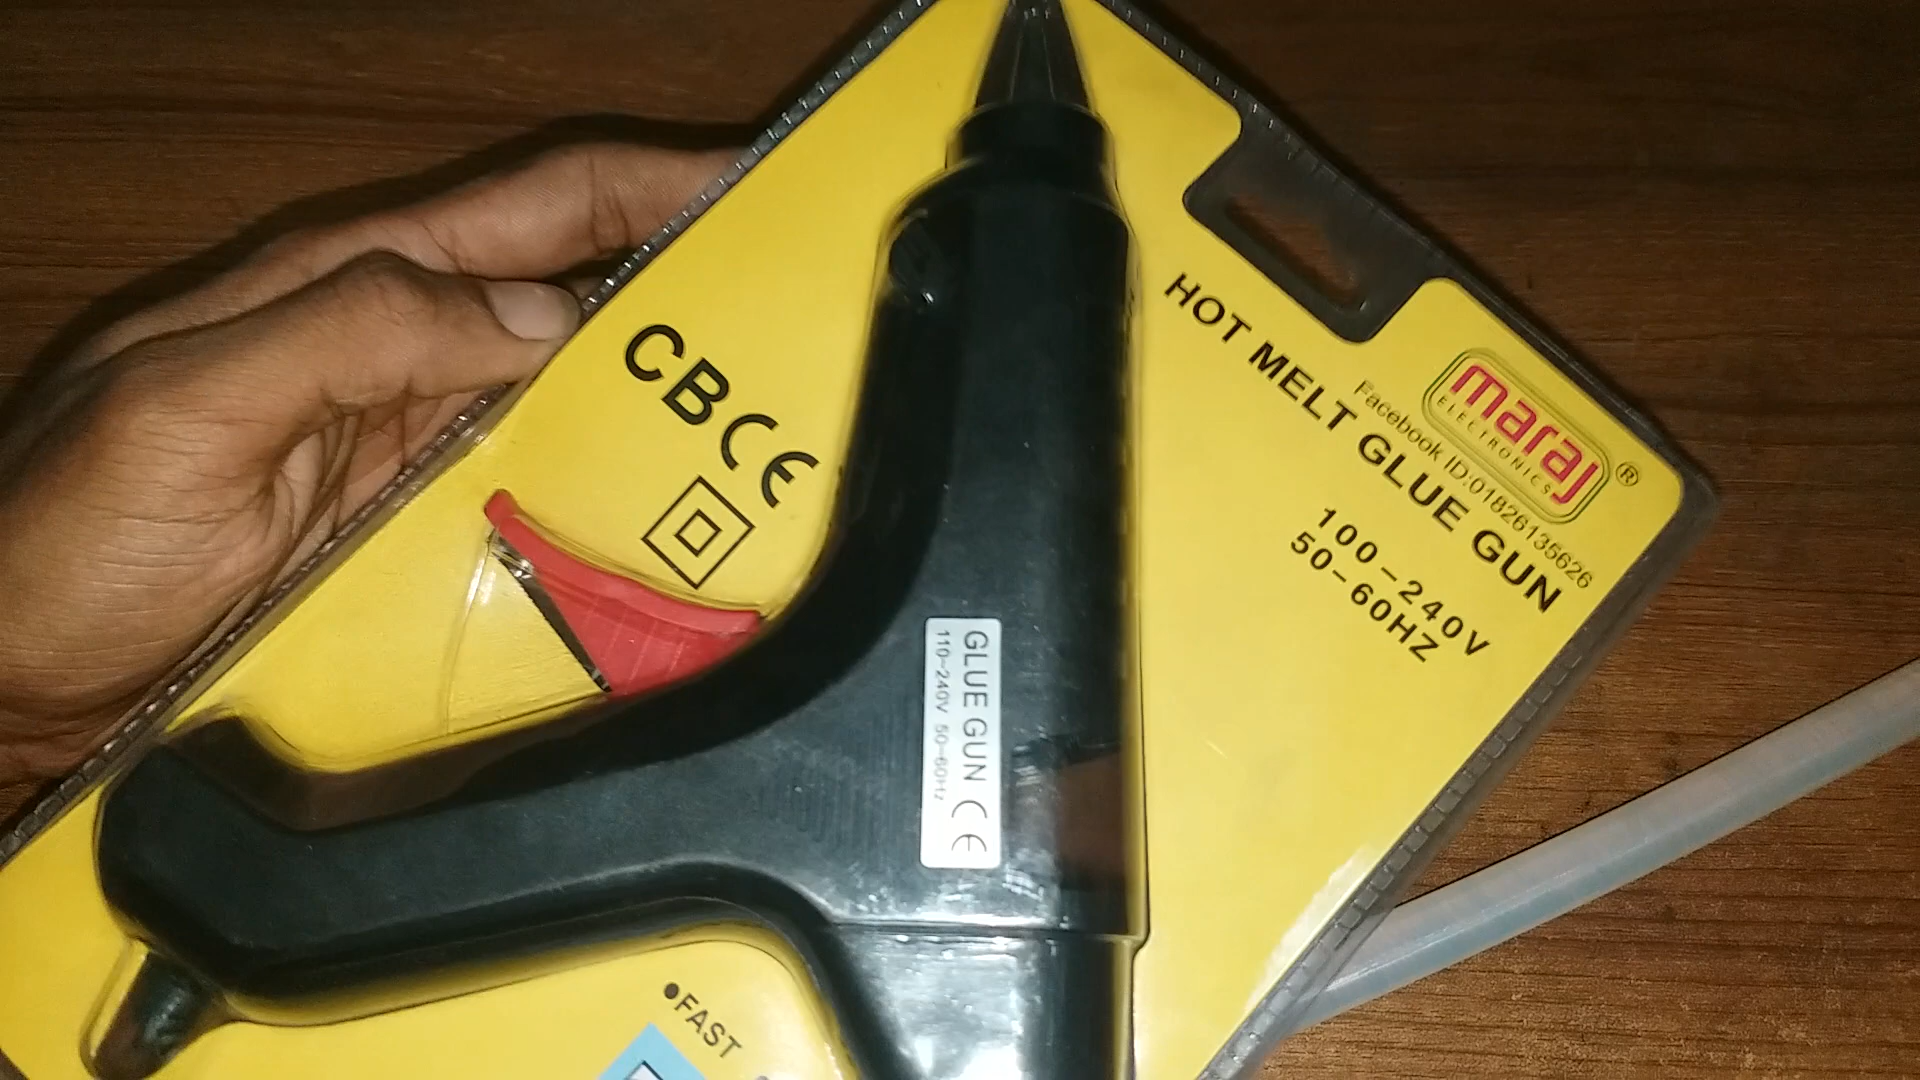 maraj
ELECTRONICS
®
Facebook ID:01826135626
HOT MELT GLUE GUN
100-240V
50-60HZ
CB CE
GLUE GUN CE
110~240V 50~60Hz
●FAST